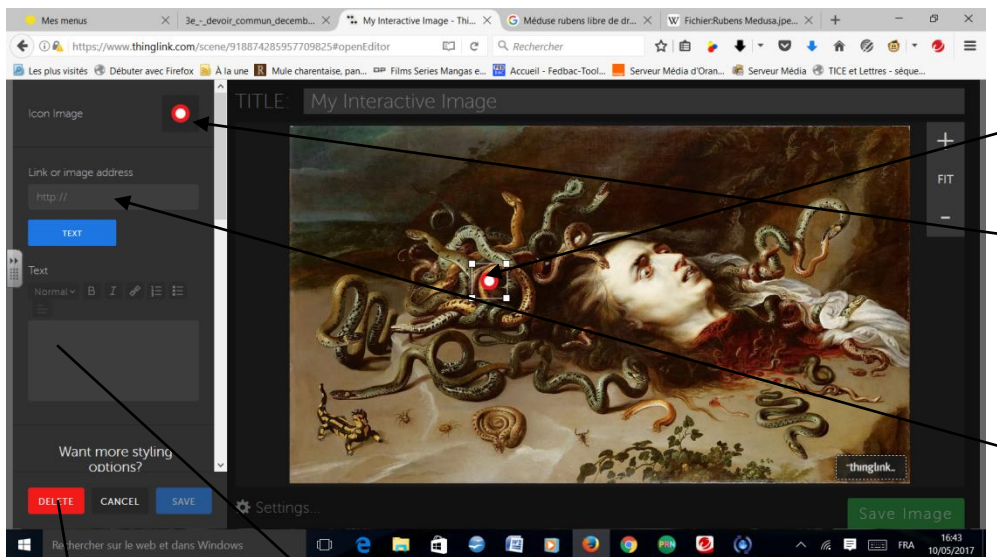 Mes menus
3e_-_devoir_commun_decemb...
My Interactive Image - Thi...
Méduse rubens libre de dr...
Fichier:Rubens Medusa.jpe...
https://www.thinglink.com/scene/918874285957709825#openEditor
Rechercher
Les plus visités Débuter avec Firefox À la une Mule charentaise, pan... Films Series Mangas e... Accueil - Fedbac-Tool... Serveur Média d'Oran... Serveur Média TICE et Lettres - séque...
Icon Image
TITLE: My Interactive Image
Link or image address
http://
TEXT
Text
Normal B I
Want more styling
options?
DELETE CANCEL SAVE
+
FIT
-
thinglink..
Settings...
Save Image
Rechercher sur le web et dans Windows
FRA
16:43
10/05/2017